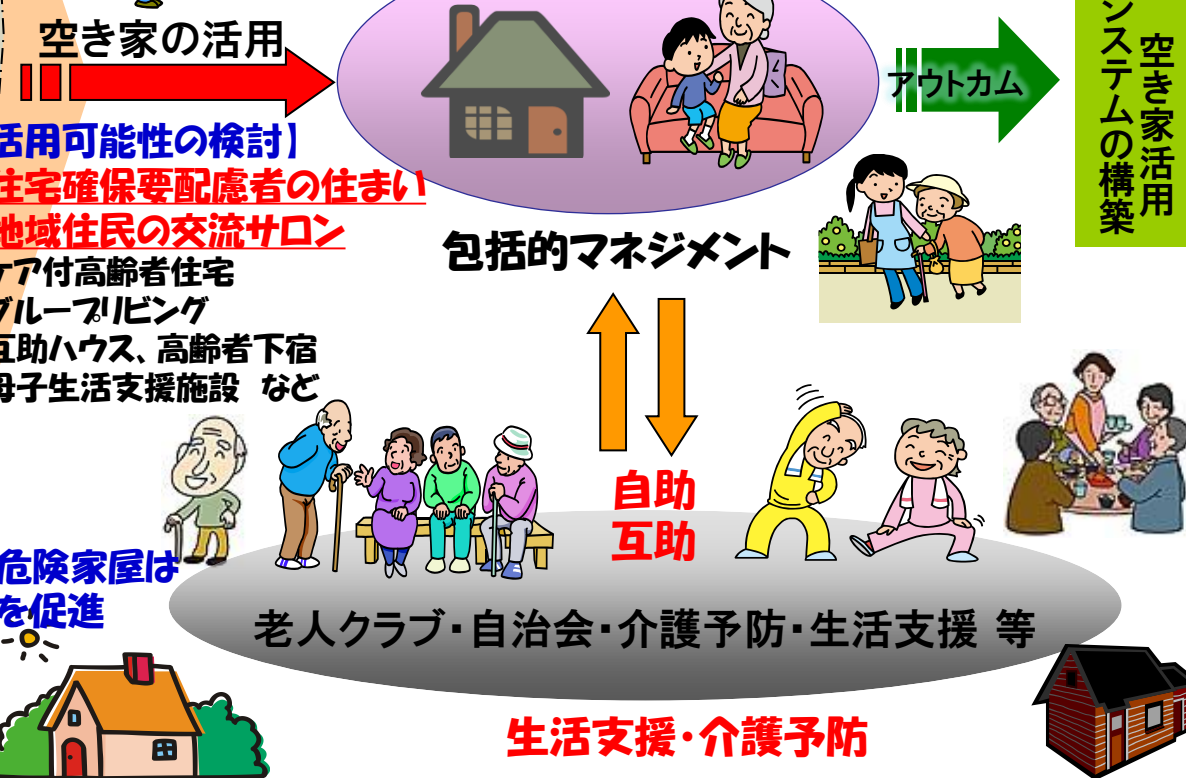 空き家の活用
活用可能性の検討】
住宅確保要配慮者の住まい
地域住民の交流サロン
ケア付高齢者住宅
グループリビング
互助ハウス、高齢者下宿
母子生活支援施設 など
アウトカム
空き家活用
ンステムの構築
包括的マネジメント
自助
互助
危険家屋は
を促進
老人クラブ・自治会・介護予防・生活支援 等
生活支援・介護予防